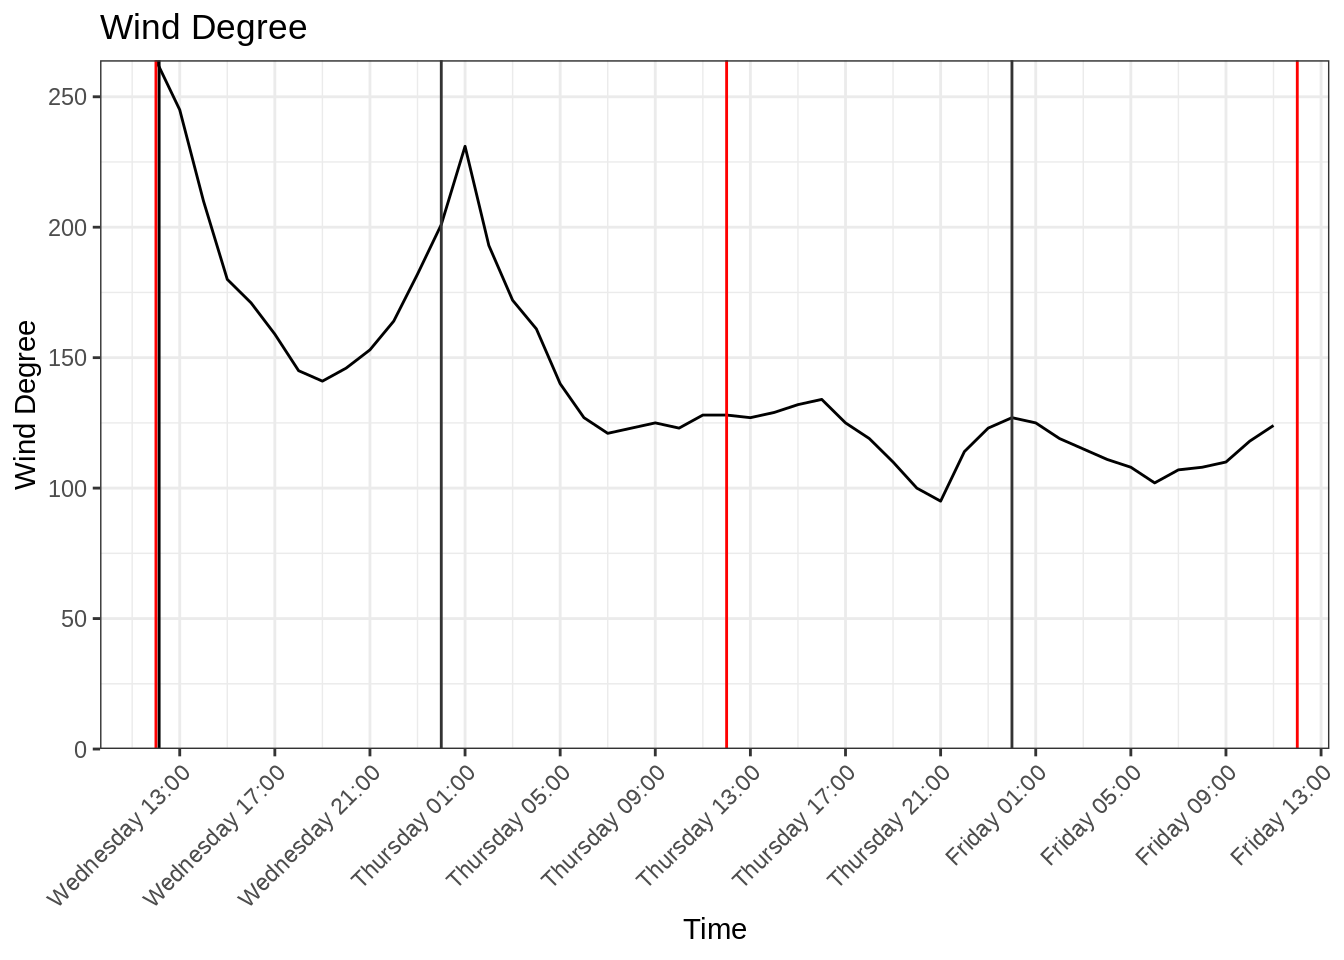 Wind Degree
Wind Degree
250
200
150
100
50
0
Wednesday 13:00
Wednesday 17:00
Wednesday 21:00
Thursday 01:00
Thursday 05:00
Thursday 09:00
Thursday 13:00
Thursday 17:00
Thursday 21:00
Friday 01:00
Friday 05:00
Friday 09:00
Friday 13:00
Time